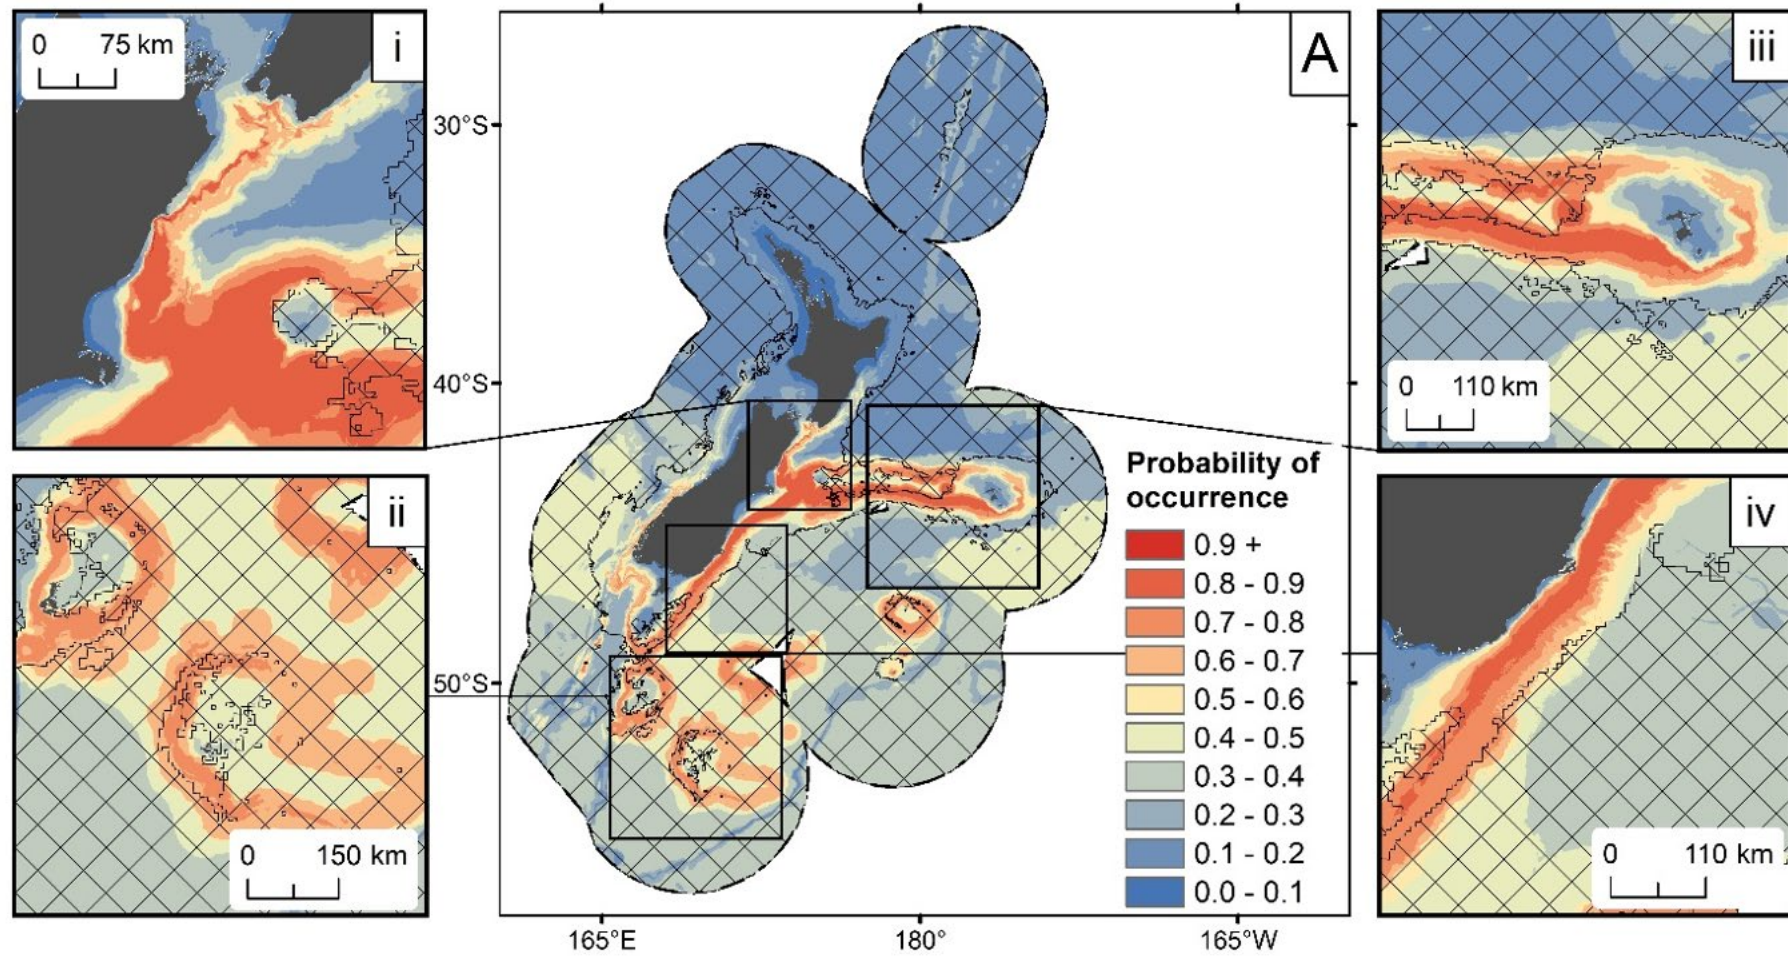 0 75 km
i
A
iii
30°S
40°S
50°S
0 110 km
ii
0 150 km
iv
0 110 km
Probability of
occurrence
0.9 +
0.8 - 0.9
0.7 - 0.8
0.6 - 0.7
0.5 - 0.6
0.4 - 0.5
0.3 - 0.4
0.2 - 0.3
0.1 - 0.2
0.0 - 0.1
165°E 180° 165°W